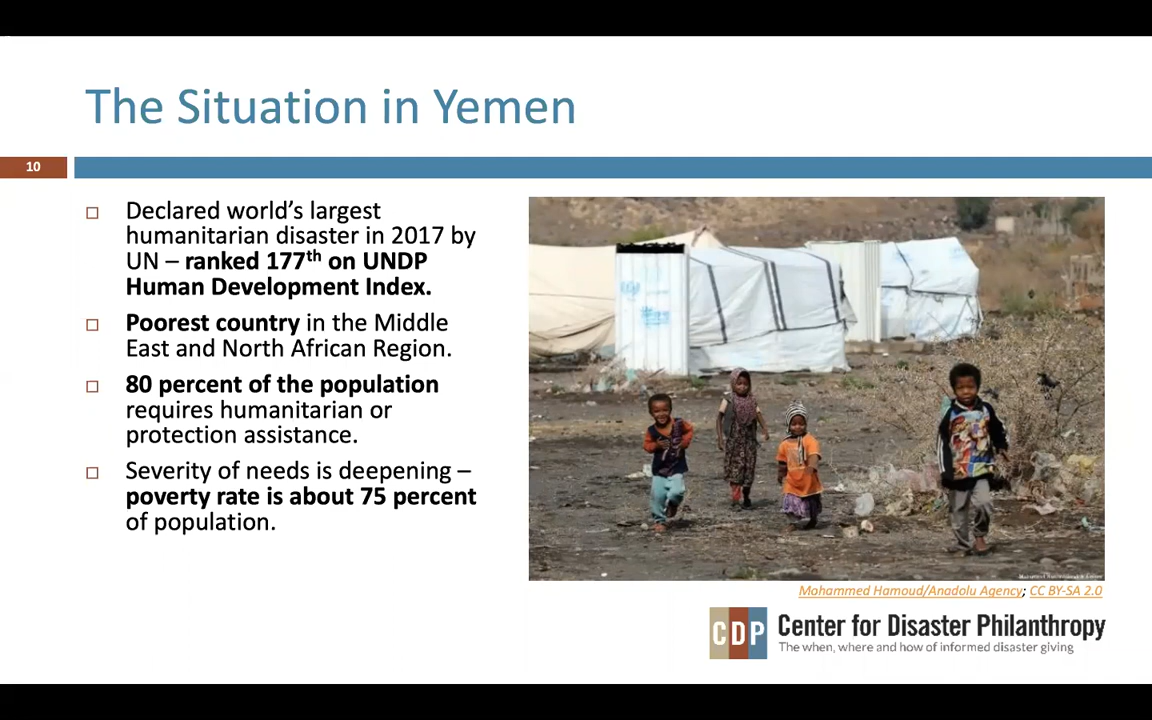 The Situation in Yemen
10
□ Declared world’s largest
humanitarian disaster in 2017 by
UN – ranked 177th on UNDP
Human Development Index.
□ Poorest country in the Middle
East and North African Region.
□ 80 percent of the population
requires humanitarian or
protection assistance.
□ Severity of needs is deepening –
poverty rate is about 75 percent
of population.
Mohammed Hamoud/Anadolu Agency; CC BY-SA 2.0
CDP Center for Disaster Philanthropy
The when, where and how of informed disaster giving